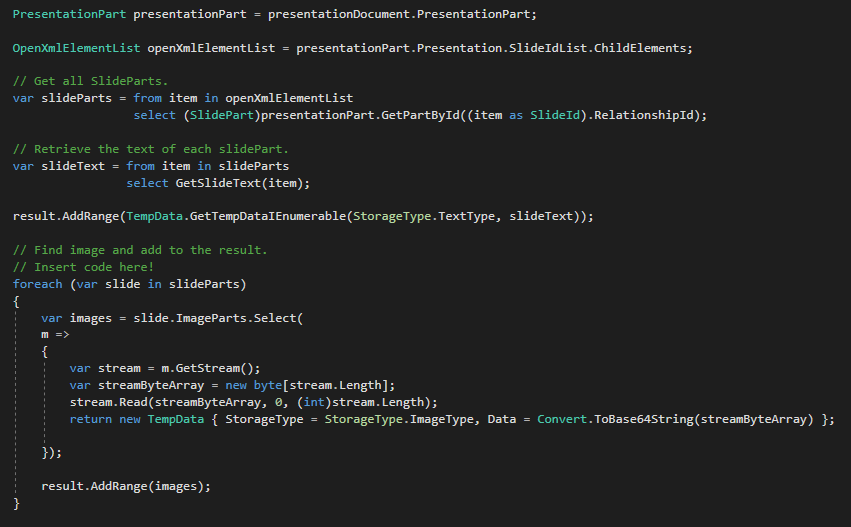 PresentationPart presentationPart = presentationDocument.PresentationPart;
OpenXmlElementList openXmlElementList = presentationPart.Presentation.SlideIdList.ChildElements;
// Get all SlideParts.
var slideParts = from item in openXmlElementList
select (SlidePart)presentationPart.GetPartById((item as SlideId).RelationshipId);
// Retrieve the text of each slidePart.
var slideText = from item in slideParts
select GetSlideText(item);
result.AddRange(TempData.GetTempDataIEnumerable(StorageType.TextType, slideText));
// Find image and add to the result.
// Insert code here!
foreach (var slide in slideParts)
{
var images = slide.ImageParts.Select(
m =>
{
var stream = m.GetStream();
var streamByteArray = new byte[stream.Length];
stream.Read(streamByteArray, 0, (int)stream.Length);
return new TempData { StorageType = StorageType.ImageType, Data = Convert.ToBase64String(streamByteArray) };
});
result.AddRange(images);
}